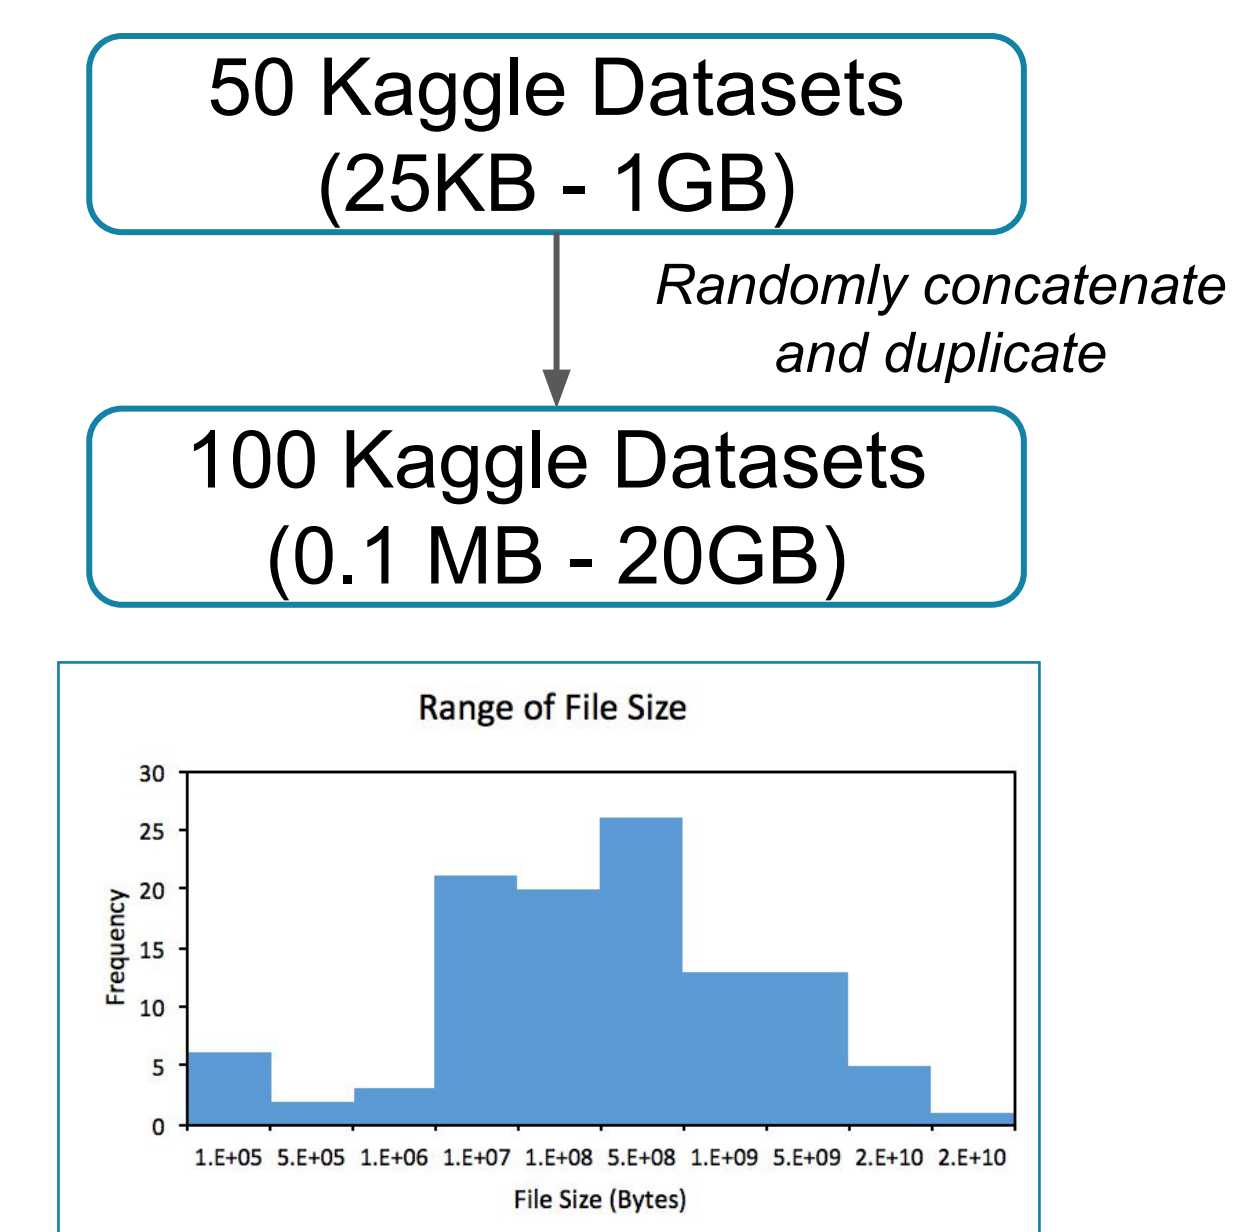 50 Kaggle Datasets
(25KB - 1GB)
Randomly concatenate
and duplicate
100 Kaggle Datasets
(0.1 MB - 20GB)
Range of File Size
30
25
20
15
10
5
0
Frequency
1.E+05 5.E+05 1.E+06 1.E+07 1.E+08 5.E+08 1.E+09 5.E+09 2.E+10 2.E+10
File Size (Bytes)